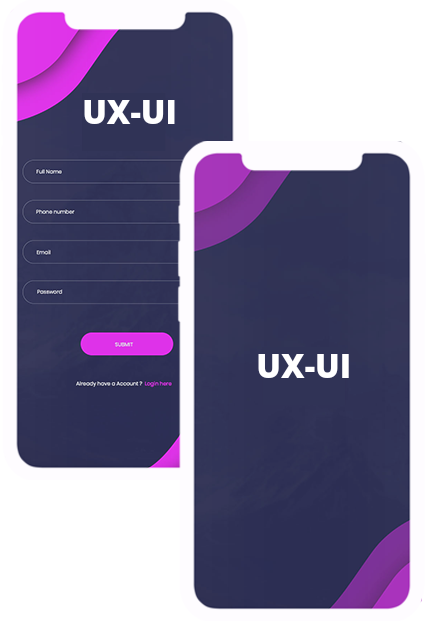 UX-UI
Full Name
Phone number
Email
Password
SUBMIT
Already have a Account ? Login here
UX-UI